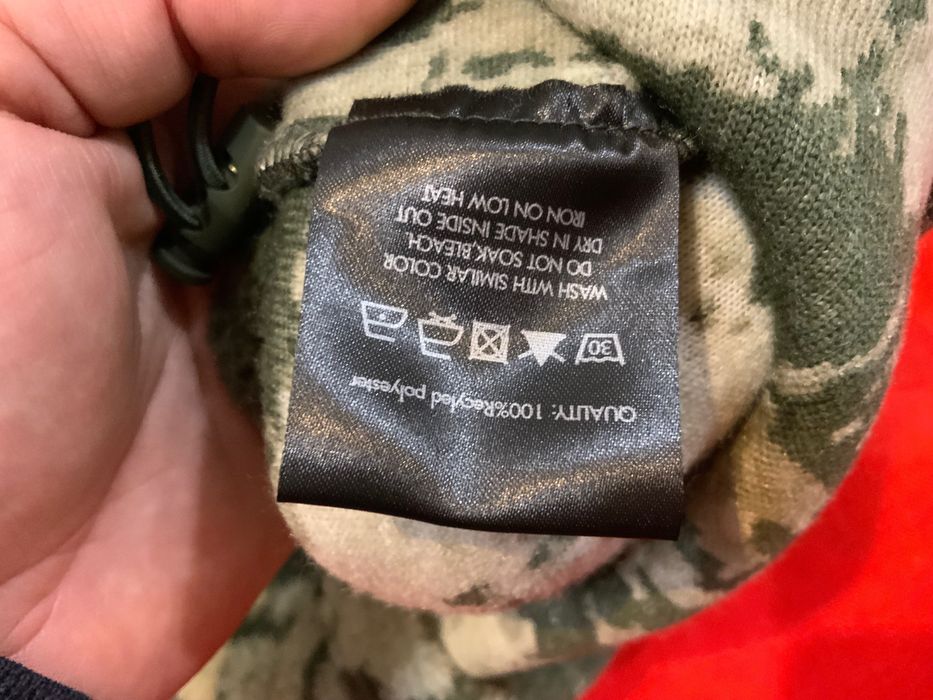 QUALITY: 100%Recyled polyester
30
WASH WITH SIMILAR COLOR
DO NOT SOAK.BLEACH.
DRY IN SHADE INSIDE OUT
IRON ON LOW HEAT